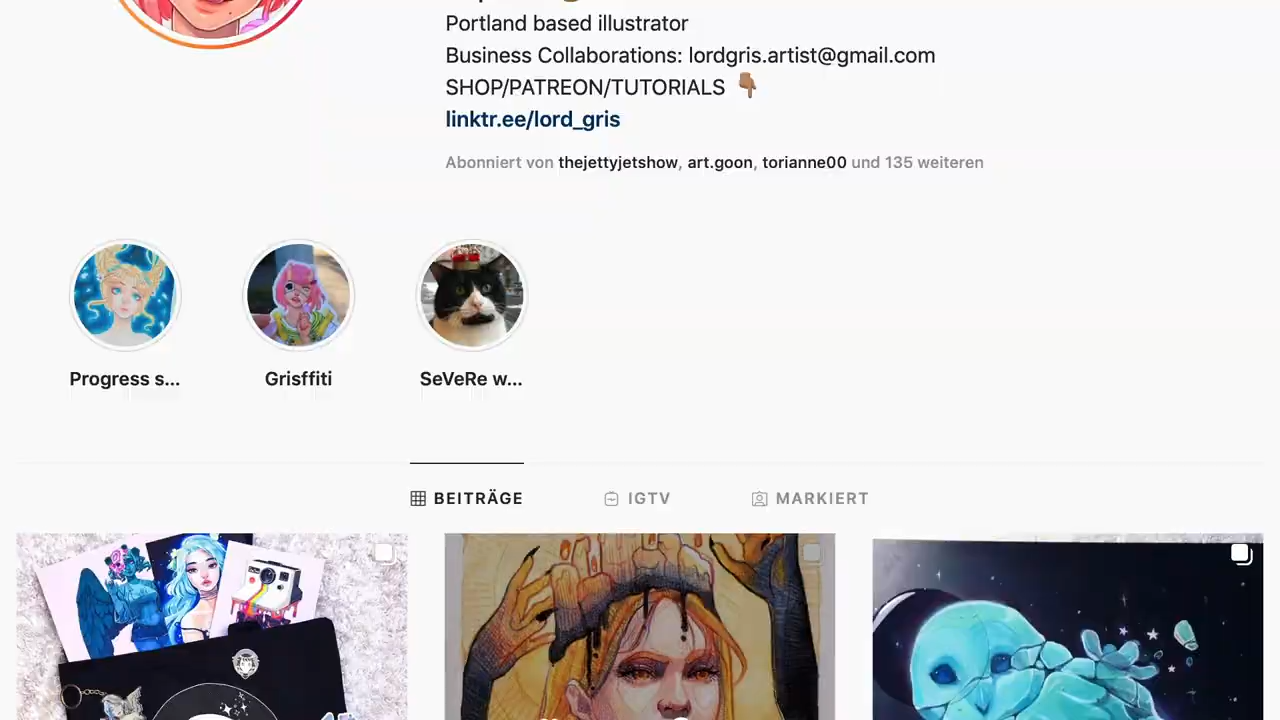 Portland based illustrator
Business Collaborations: lordgris.artist@gmail.com
SHOP/PATREON/TUTORIALS 👇🏽
linktr.ee/lord_gris
Abonniert von thejettyjetshow, art.goon, torianne00 und 135 weiteren
Progress s... Grisffiti SeVeRe w...
BEITRÄGE IGTV MARKIERT